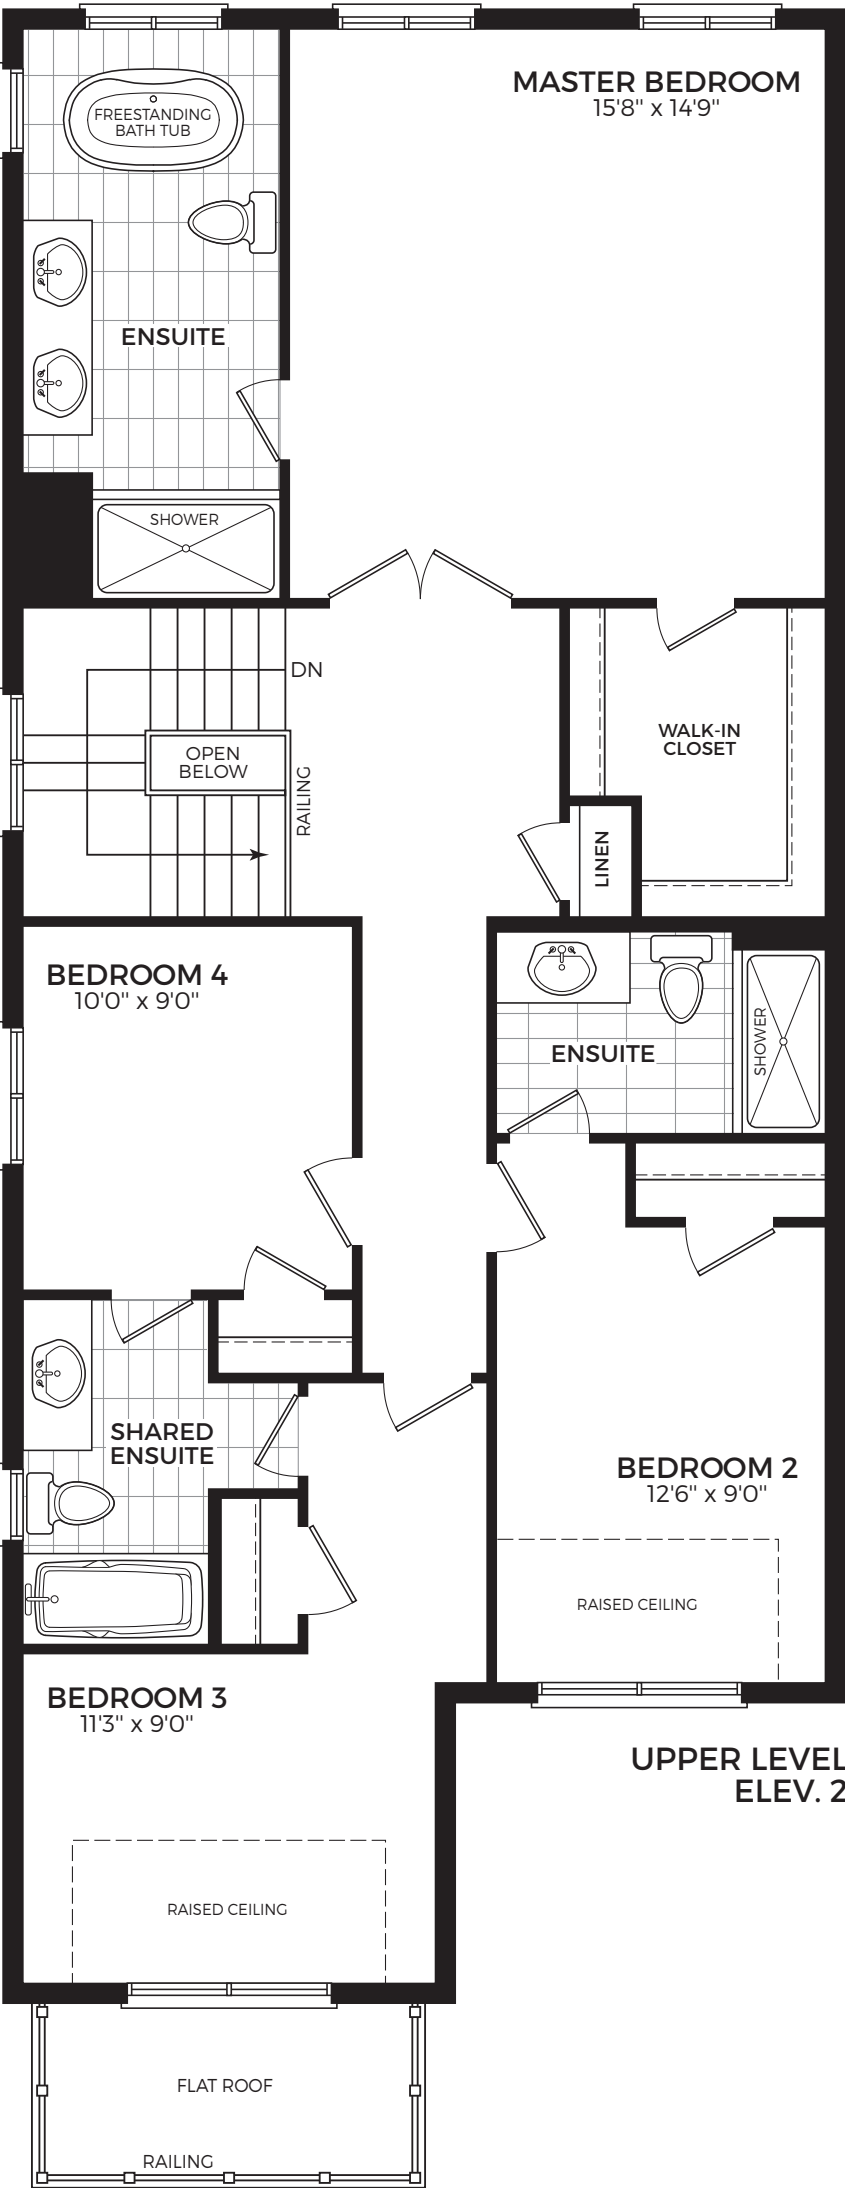 MASTER BEDROOM
15'8" x 14'9"
FREESTANDING
BATH TUB
ENSUITE
SHOWER
DN
OPEN
BELOW
RAILING
WALK-IN
CLOSET
LINEN
BEDROOM 4
10'0" x 9'0"
ENSUITE
SHOWER
SHARED
ENSUITE
BEDROOM 2
12'6" x 9'0"
RAISED CEILING
BEDROOM 3
11'3" x 9'0"
UPPER LEVEL
ELEV. 2
RAISED CEILING
FLAT ROOF
RAILING